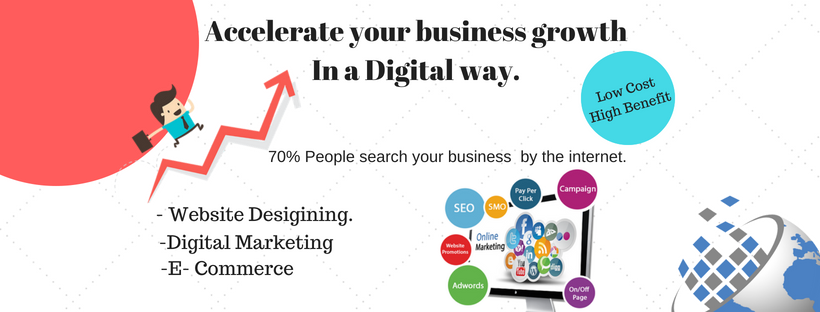 Accelerate your business growth
In a Digital way.
Low Cost
High Benefit
70% People search your business by the internet.
- Website Desigining.
-Digital Marketing
-E- Commerce
SEO
SMO
Pay Per
Click
Campaign
Website
Promotions
Online
Marketing
Adwords
On/Off
Page